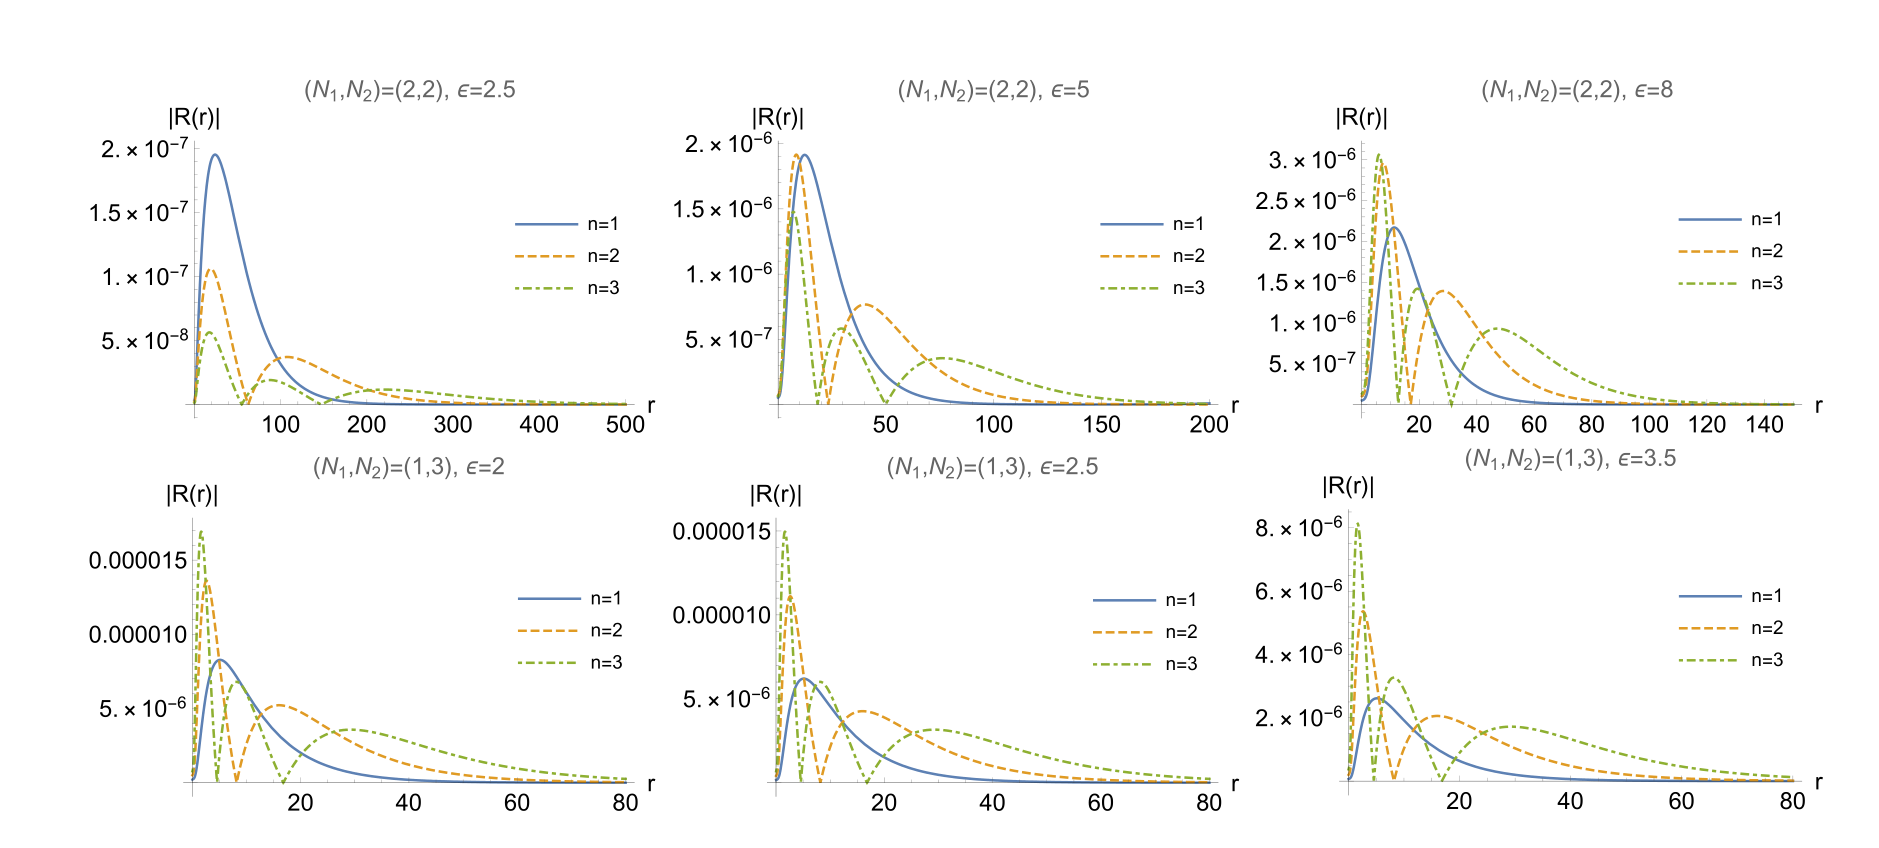 (N₁,N₂)=(2,2), ϵ=2.5
|R(r)|
2.×10⁻⁷
1.5×10⁻⁷
1.×10⁻⁷
5.×10⁻⁸
n=1
n=2
n=3
100 200 300 400 500 r
(N₁,N₂)=(2,2), ϵ=5
|R(r)|
2.×10⁻⁶
1.5×10⁻⁶
1.×10⁻⁶
5.×10⁻⁷
n=1
n=2
n=3
50 100 150 200 r
(N₁,N₂)=(2,2), ϵ=8
|R(r)|
3.×10⁻⁶
2.5×10⁻⁶
2.×10⁻⁶
1.5×10⁻⁶
1.×10⁻⁶
5.×10⁻⁷
n=1
n=2
n=3
20 40 60 80 100 120 140 r
(N₁,N₂)=(1,3), ϵ=2
|R(r)|
0.000015
0.000010
5.×10⁻⁶
n=1
n=2
n=3
20 40 60 80 r
(N₁,N₂)=(1,3), ϵ=2.5
|R(r)|
0.000015
0.000010
5.×10⁻⁶
n=1
n=2
n=3
20 40 60 80 r
(N₁,N₂)=(1,3), ϵ=3.5
|R(r)|
8.×10⁻⁶
6.×10⁻⁶
4.×10⁻⁶
2.×10⁻⁶
n=1
n=2
n=3
20 40 60 80 r